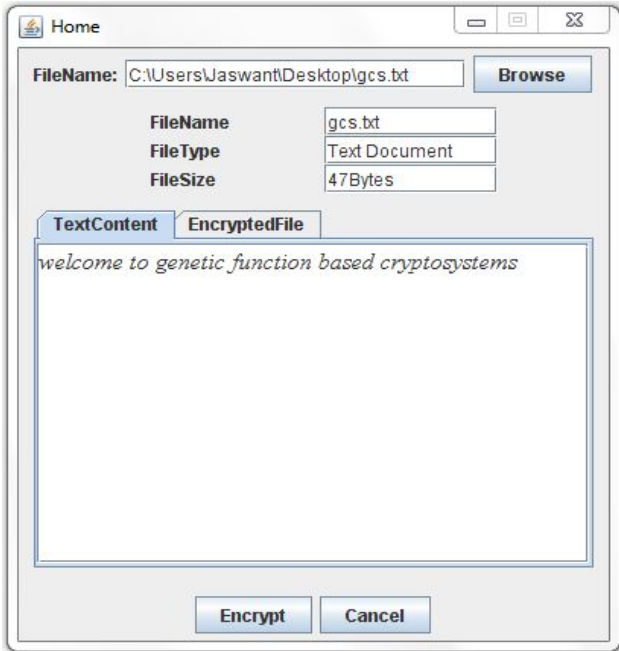 Home
FileName: C:\Users\Jaswant\Desktop\gcs.txt Browse
FileName gcs.txt
FileType Text Document
FileSize 47Bytes
TextContent EncryptedFile
welcome to genetic function based cryptosystems
Encrypt Cancel